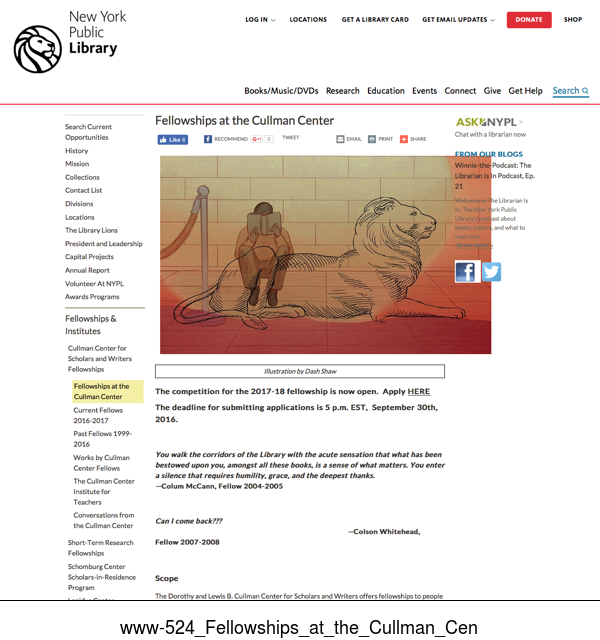 New York
Public
Library
LOG IN
LOCATIONS
GET A LIBRARY CARD
GET EMAIL UPDATES
DONATE
SHOP
Books/Music/DVDs
Research
Education
Events
Connect
Give
Get Help
Search
Search Current
Opportunities
History
Mission
Collections
Contact List
Divisions
Locations
The Library Lions
President and Leadership
Capital Projects
Annual Report
Volunteer At NYPL
Awards Programs
Fellowships &
Institutes
Cullman Center for
Scholars and Writers
Fellowships
Fellowships at the
Cullman Center
Current Fellows
2016-2017
Past Fellows 1999-
2016
Works by Cullman
Center Fellows
The Cullman Center
Institute for
Teachers
Conversations from
the Cullman Center
Short-Term Research
Fellowships
Schomburg Center
Scholars-in-Residence
Program
Fellowships at the Cullman Center
Like 5
RECOMMEND
G+1 0
TWEET
EMAIL
PRINT
SHARE
Illustration by Dash Shaw
The competition for the 2017-18 fellowship is now open. Apply HERE
The deadline for submitting applications is 5 p.m. EST, September 30th,
2016.
You walk the corridors of the Library with the acute sensation that what has been
bestowed upon you, amongst all these books, is a sense of what matters. You enter
a silence that requires humility, grace, and the deepest thanks.
—Colum McCann, Fellow 2004-2005
Can I come back???
—Colson Whitehead,
Fellow 2007-2008
Scope
The Dorothy and Lewis B. Cullman Center for Scholars and Writers offers fellowships to people
ASK NYPL >
Chat with a librarian now
FROM OUR BLOGS
Winnie-the-Podcast: The
Librarian Is In Podcast, Ep.
21
Welcome to The Librarian Is
In, The New York Public
Library's podcast about
books, culture, and what to
read next.
www-524_Fellowships_at_the_Cullman_Cen